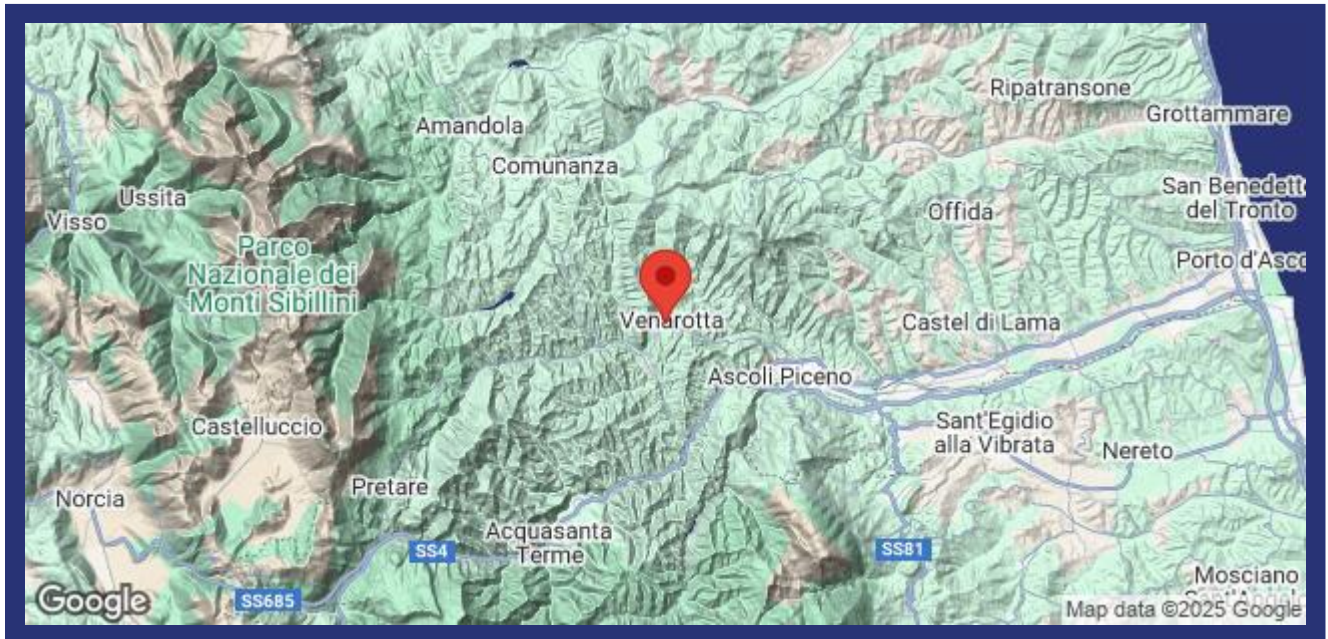 Ripatransone
Grottammare
Amandola
Comunanza
Ussita
Visso
San Benedett
del Tronto
Offida
Parco
Nazionale dei
Monti Sibillini
Porto d'Asco
Venarotta
Castel di Lama
Ascoli Piceno
Castelluccio
Sant'Egidio
alla Vibrata
Nereto
Norcia
Pretare
Acquasanta
Terme
SS4
SS81
Mosciano
SS685
Google
Map data ©2025 Google